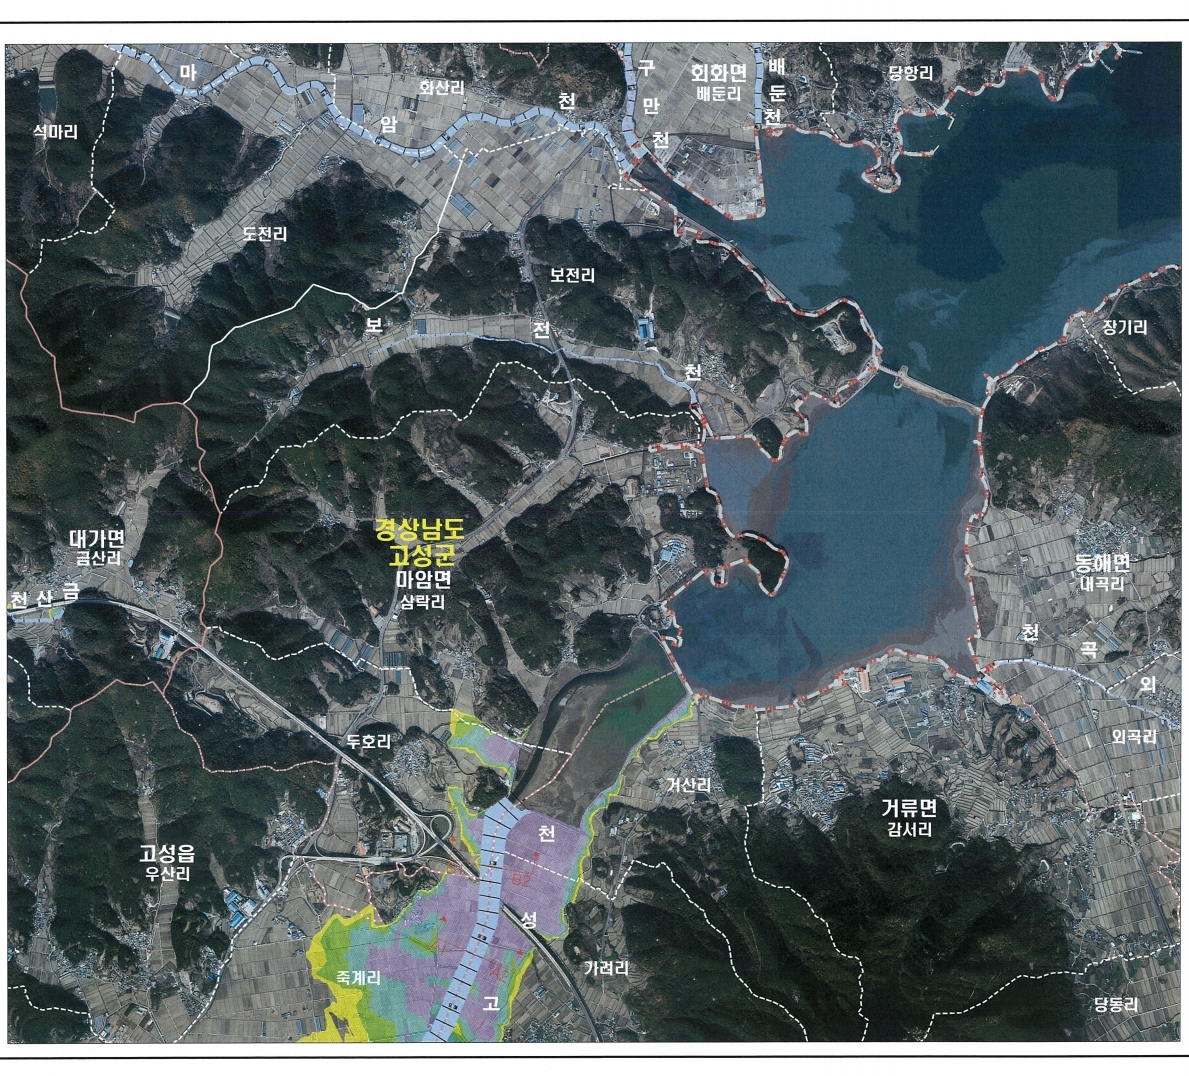 마
암
천
구
만
천
회화면
배둔리
배
둔
천
당항리
화산리
석마리
도전리
보전리
보
전
천
장기리
경상남도
고성군
마암면
삼락리
대가면
금산리
천 산 금
동해면
대곡리
천
곡
외
외곡리
두호리
거산리
거류면
감서리
고성읍
우산리
천
성
고
B2
죽계리
가려리
당동리